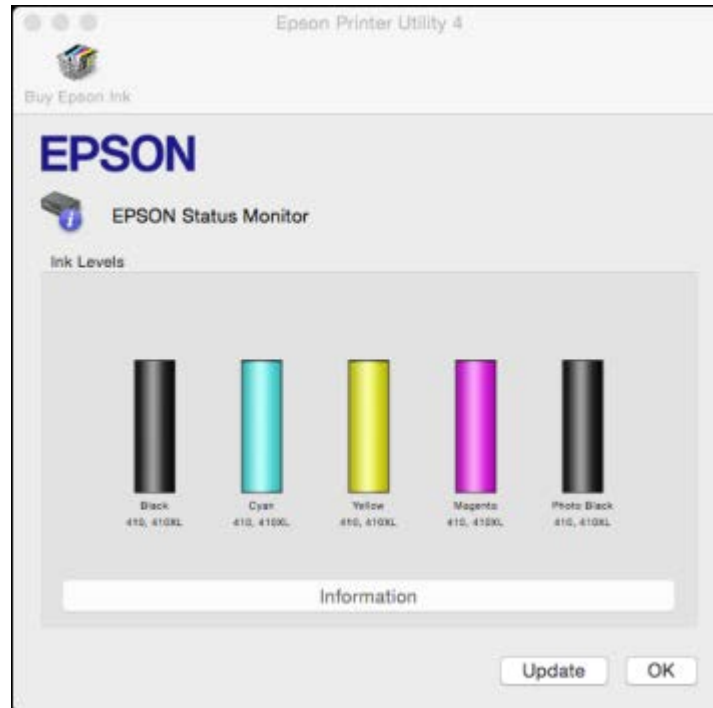 Epson Printer Utility 4
Buy Epson Ink
EPSON
EPSON Status Monitor
Ink Levels
Black Cyan Yellow Magenta Photo Black
410, 410XL 410, 410XL 410, 410XL 410, 410XL 410, 410XL
Information
Update OK